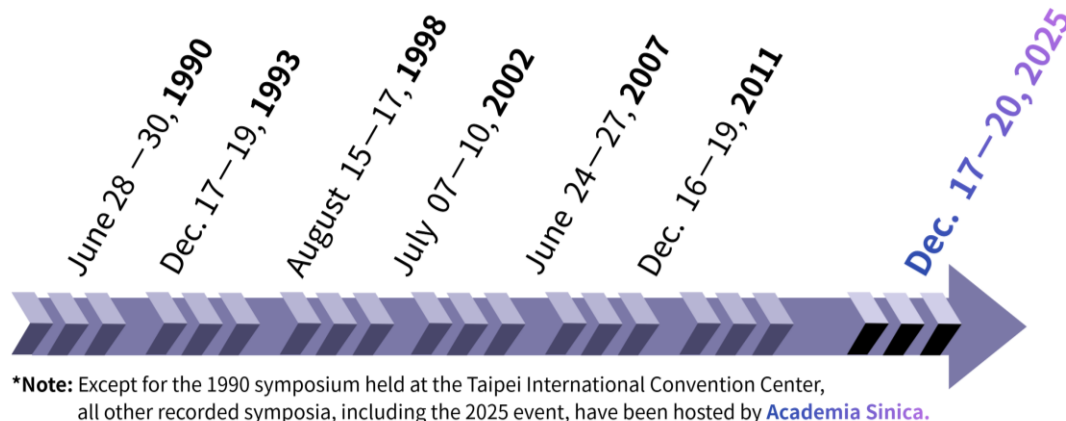 June 28—30, 1990
Dec. 17—19, 1993
August 15—17, 1998
July 07—10, 2002
June 24—27, 2007
Dec. 16—19, 2011
Dec. 17—20, 2025
*Note: Except for the 1990 symposium held at the Taipei International Convention Center,
all other recorded symposia, including the 2025 event, have been hosted by Academia Sinica.